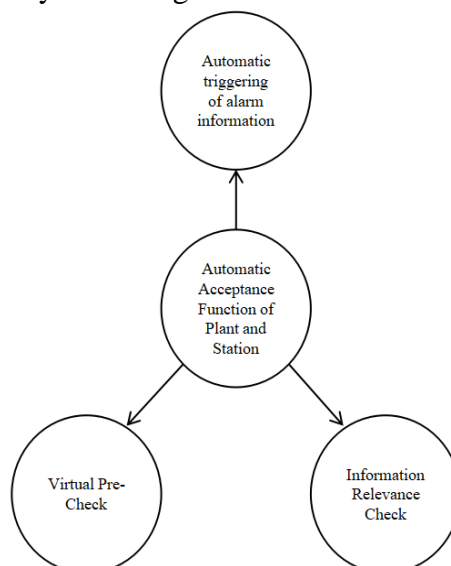 Automatic
triggering
of alarm
information
Automatic
Acceptance
Function of
Plant and
Station
Virtual Pre-
Check
Information
Relevance
Check